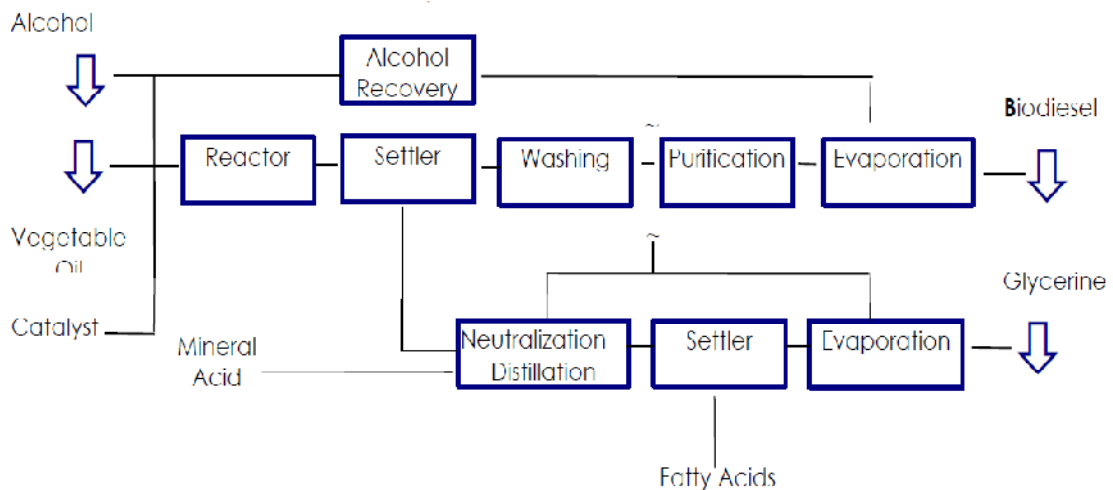 Alcohol
Alcohol
Recovery
Biodiesel
~
Reactor
Settler
Washing
Purification
Evaporation
Vegetable
Oil
~
Glycerine
Catalyst
Mineral
Acid
Neutralization
Distillation
Settler
Evaporation
Fatty Acids